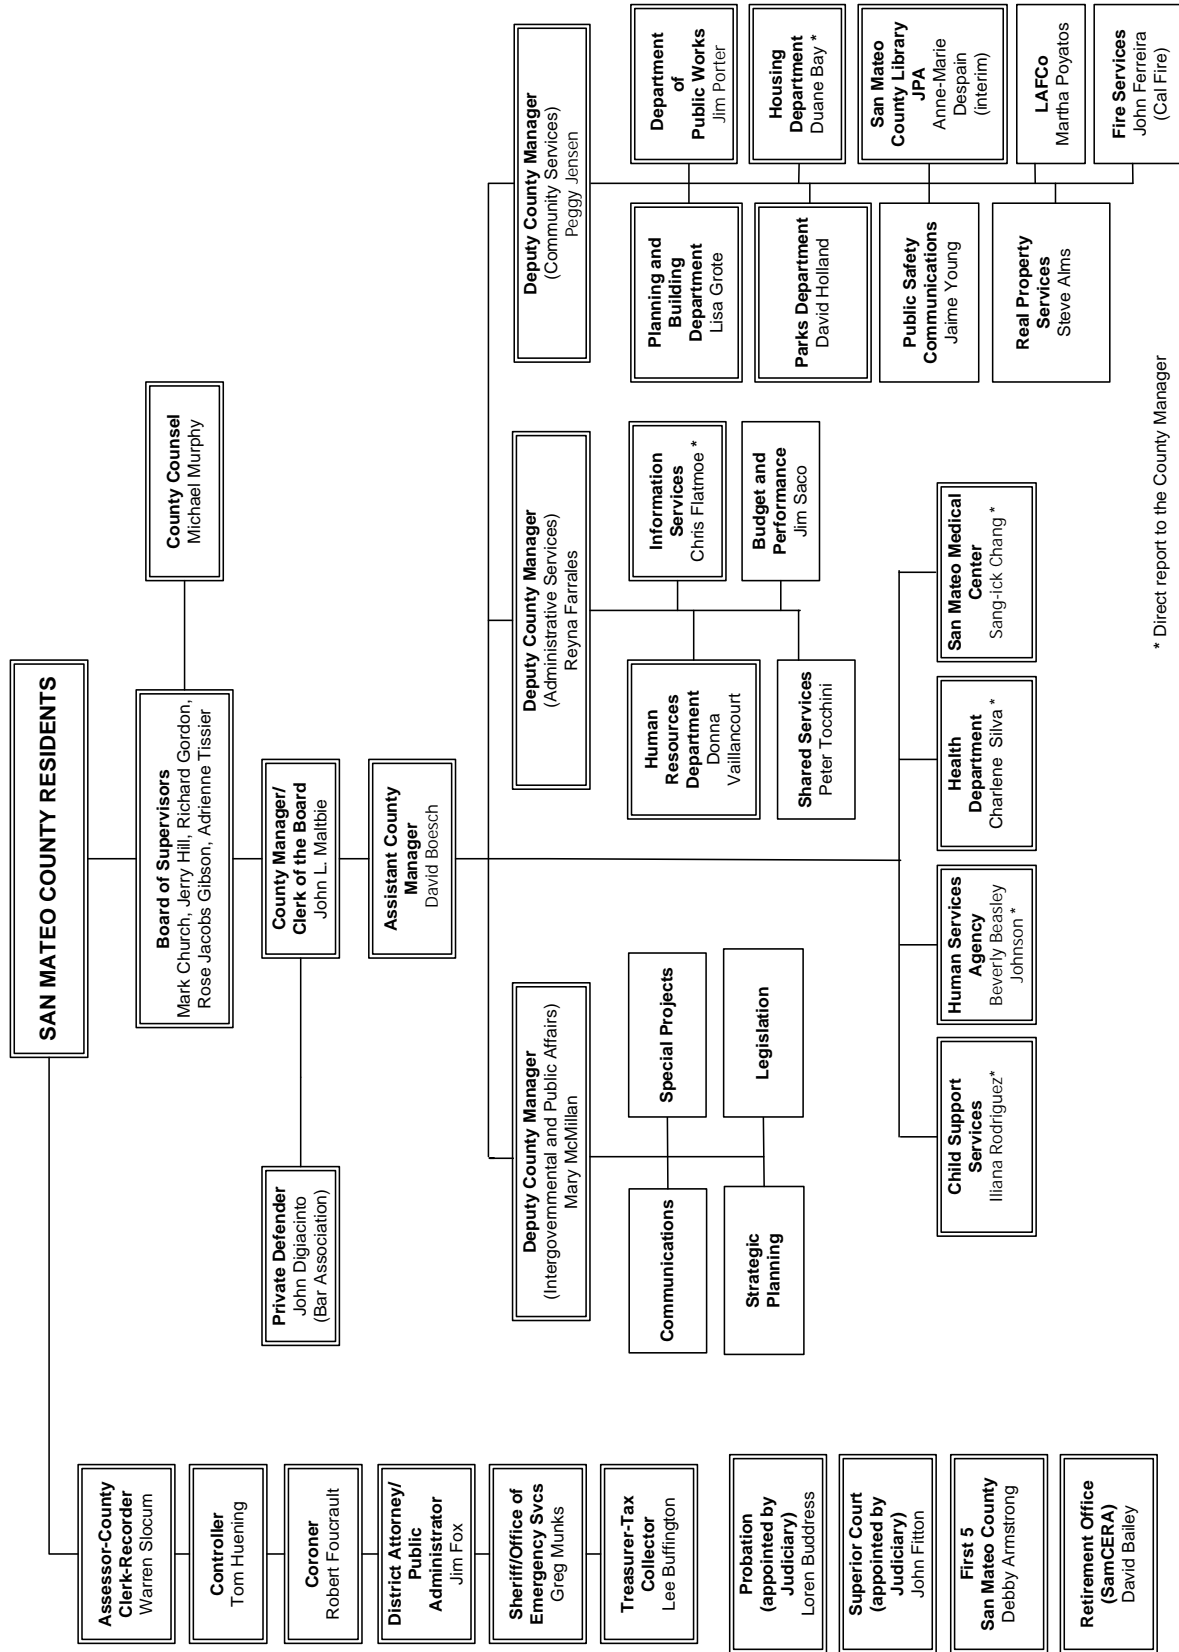 SAN MATEO COUNTY RESIDENTS
Board of Supervisors
Mark Church, Jerry Hill, Richard Gordon,
Rose Jacobs Gibson, Adrienne Tissier
County Counsel
Michael Murphy
County Manager/
Clerk of the Board
John L. Maltbie
Private Defender
John Digiacinto
(Bar Association)
Assistant County
Manager
David Boesch
Assessor-County
Clerk-Recorder
Warren Slocum
Controller
Tom Huening
Coroner
Robert Foucrault
District Attorney/
Public
Administrator
Jim Fox
Sheriff/Office of
Emergency Svcs
Greg Munks
Treasurer-Tax
Collector
Lee Buffington
Probation
(appointed by
Judiciary)
Loren Buddress
Superior Court
(appointed by
Judiciary)
John Fitton
First 5
San Mateo County
Debby Armstrong
Retirement Office
(SamCERA)
David Bailey
Deputy County Manager
(Intergovernmental and Public Affairs)
Mary McMillan
Communications
Special Projects
Strategic
Planning
Legislation
Deputy County Manager
(Administrative Services)
Reyna Farrales
Human
Resources
Department
Donna
Vaillancourt
Information
Services
Chris Flatmoe *
Shared Services
Peter Tocchini
Budget and
Performance
Jim Saco
Deputy County Manager
(Community Services)
Peggy Jensen
Planning and
Building
Department
Lisa Grote
Department
of
Public Works
Jim Porter
Parks Department
David Holland
Housing
Department
Duane Bay *
Public Safety
Communications
Jaime Young
San Mateo
County Library
JPA
Anne-Marie
Despain
(interim)
Real Property
Services
Steve Alms
LAFCo
Martha Poyatos
Fire Services
John Ferreira
(Cal Fire)
Child Support
Services
Iliana Rodriguez*
Human Services
Agency
Beverly Beasley
Johnson *
Health
Department
Charlene Silva *
San Mateo Medical
Center
Sang-ick Chang *
* Direct report to the County Manager